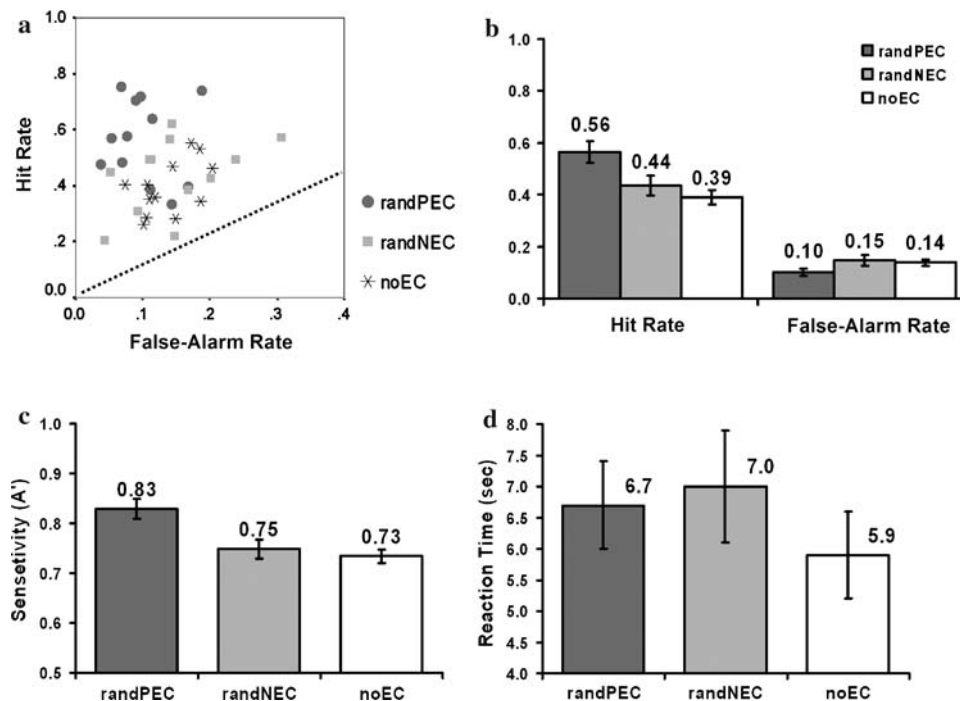 a
1.0
.8
.6
.4
.2
0.0
Hit Rate
0.0 .1 .2 .3 .4
False-Alarm Rate
randPEC
randNEC
noEC
b
1.0
0.8
0.6
0.4
0.2
0.0
randPEC
randNEC
noEC
0.56
0.44
0.39
0.10
0.15
0.14
Hit Rate False-Alarm Rate
c
1.0
0.9
0.8
0.7
0.6
0.5
Sensetivity (A')
0.83
0.75
0.73
randPEC randNEC noEC
d
8.0
7.5
7.0
6.5
6.0
5.5
5.0
4.5
4.0
Reaction Time (sec)
6.7
7.0
5.9
randPEC randNEC noEC